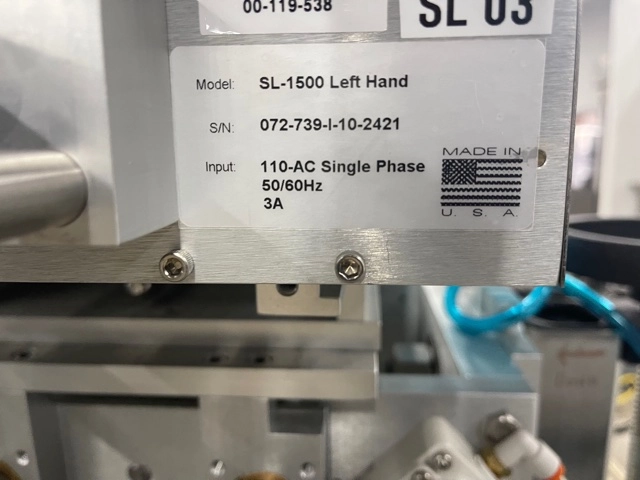 00-119-538
SL 03
Model: SL-1500 Left Hand
S/N: 072-739-I-10-2421
Input: 110-AC Single Phase
50/60Hz
3A
MADE IN
U. S. A.